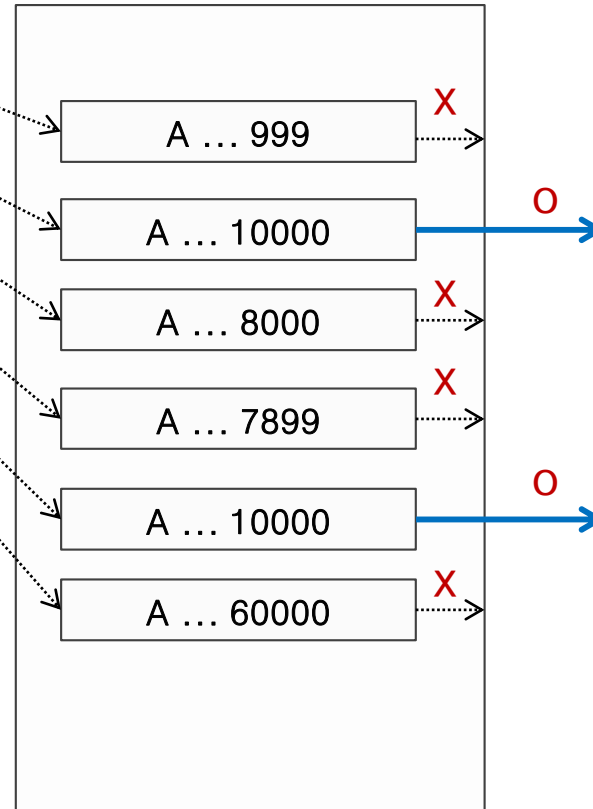 X
A ... 999
O
A ... 10000
X
A ... 8000
X
A ... 7899
O
A ... 10000
X
A ... 60000